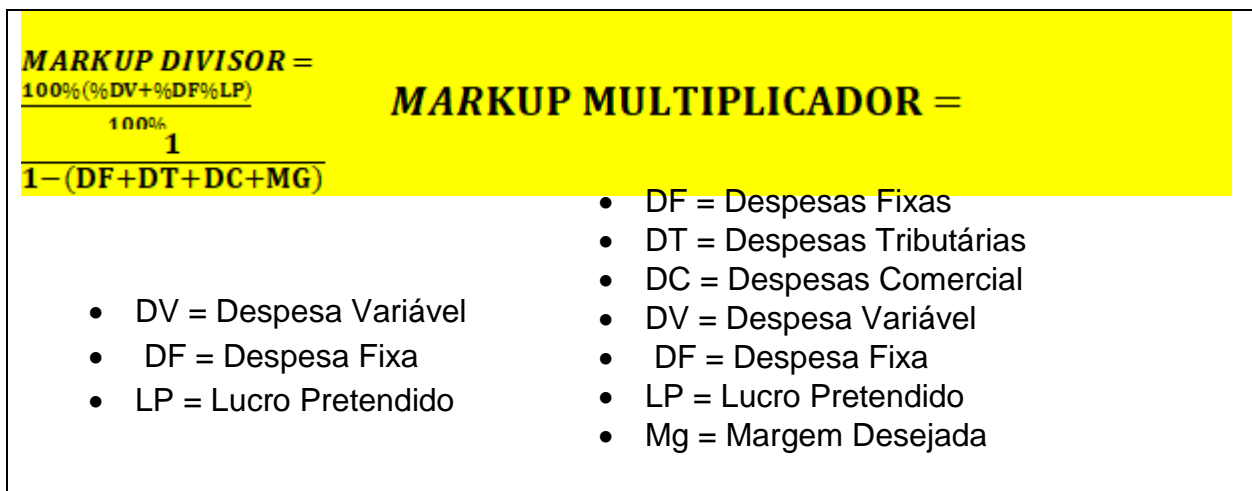 MARKUP DIVISOR =
100%(%DV+%DF%LP)
100%
MARKUP MULTIPLICADOR =
1
1−(DF+DT+DC+MG)
• DV = Despesa Variável
• DF = Despesa Fixa
• LP = Lucro Pretendido
• DF = Despesas Fixas
• DT = Despesas Tributárias
• DC = Despesas Comercial
• DV = Despesa Variável
• DF = Despesa Fixa
• LP = Lucro Pretendido
• Mg = Margem Desejada